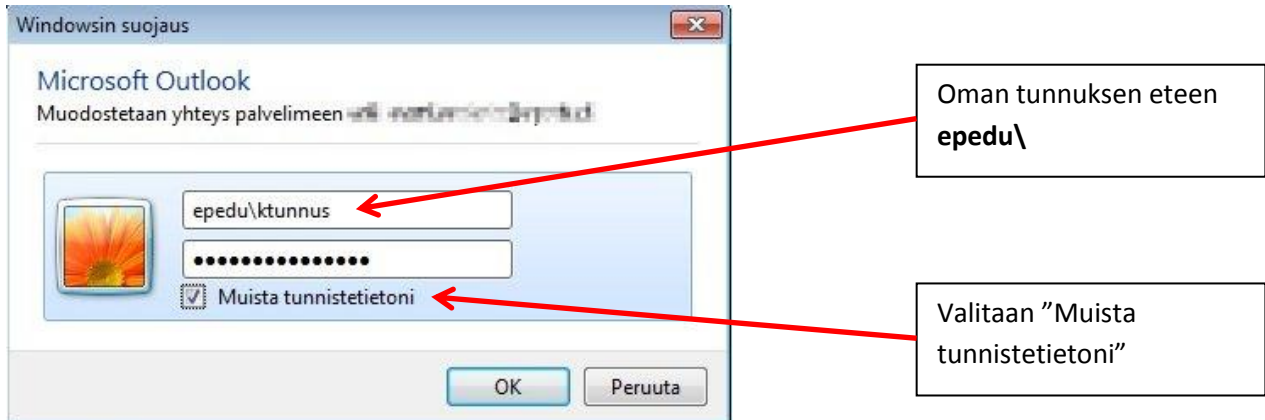 Windowsin suojaus
Microsoft Outlook
Muodostetaan yhteys palvelimeen
epedu\ktunnus
•••••••••••••••
Muista tunnistetietoni
OK
Peruuta
Oman tunnuksen eteen
epedu\
Valitaan ”Muista
tunnistetietoni”